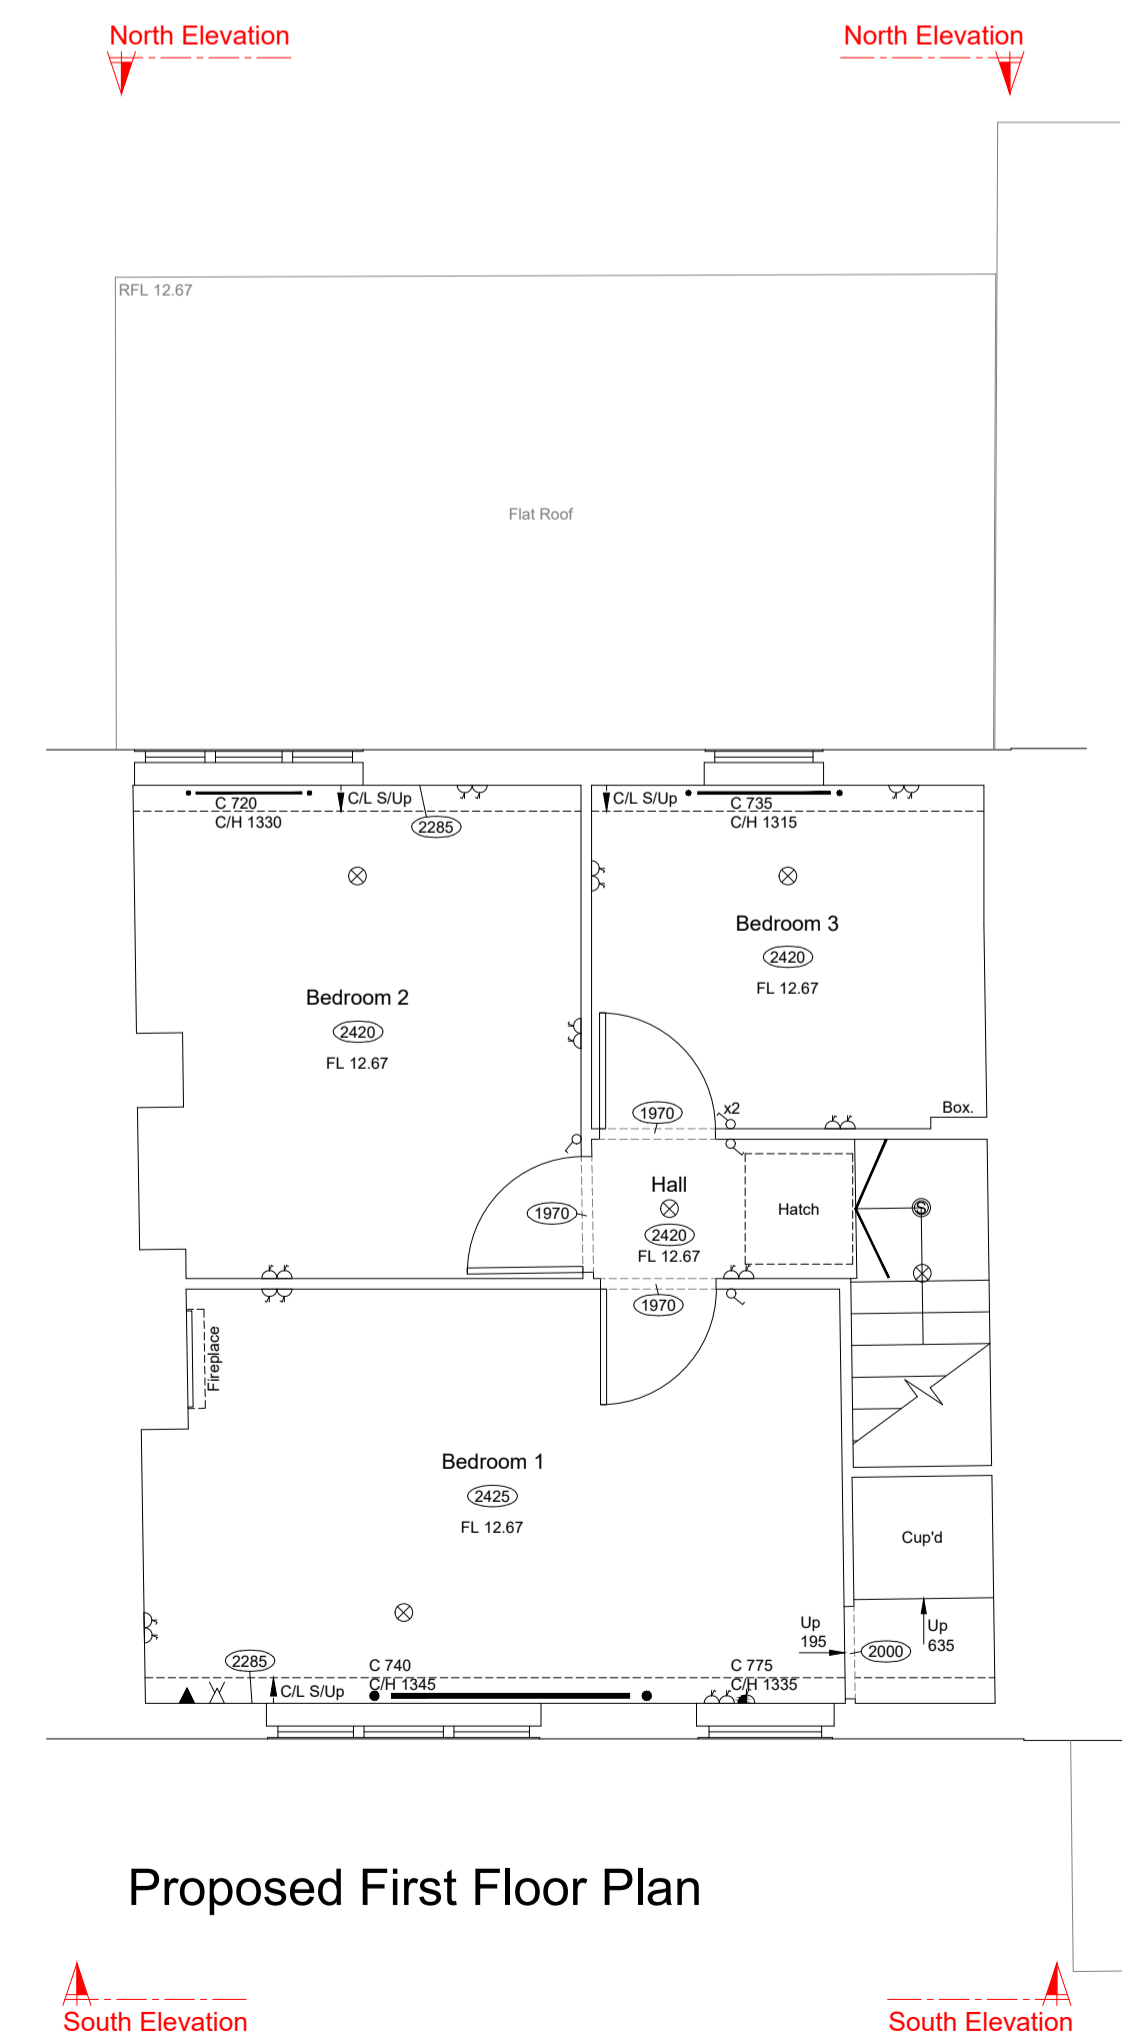 North Elevation
North Elevation
RFL 12.67
Flat Roof
C 720
C/H 1330
C/L S/Up
2285
C/L S/Up
C 735
C/H 1315
Bedroom 3
2420
FL 12.67
Bedroom 2
2420
FL 12.67
1970
x2
Box.
Hall
2420
FL 12.67
1970
Hatch
S
1970
Fireplace
Bedroom 1
2425
FL 12.67
Cup'd
Up
195
2000
Up
635
2285
C/L S/Up
C 740
C/H 1345
C 775
C/H 1335
Proposed First Floor Plan
South Elevation
South Elevation